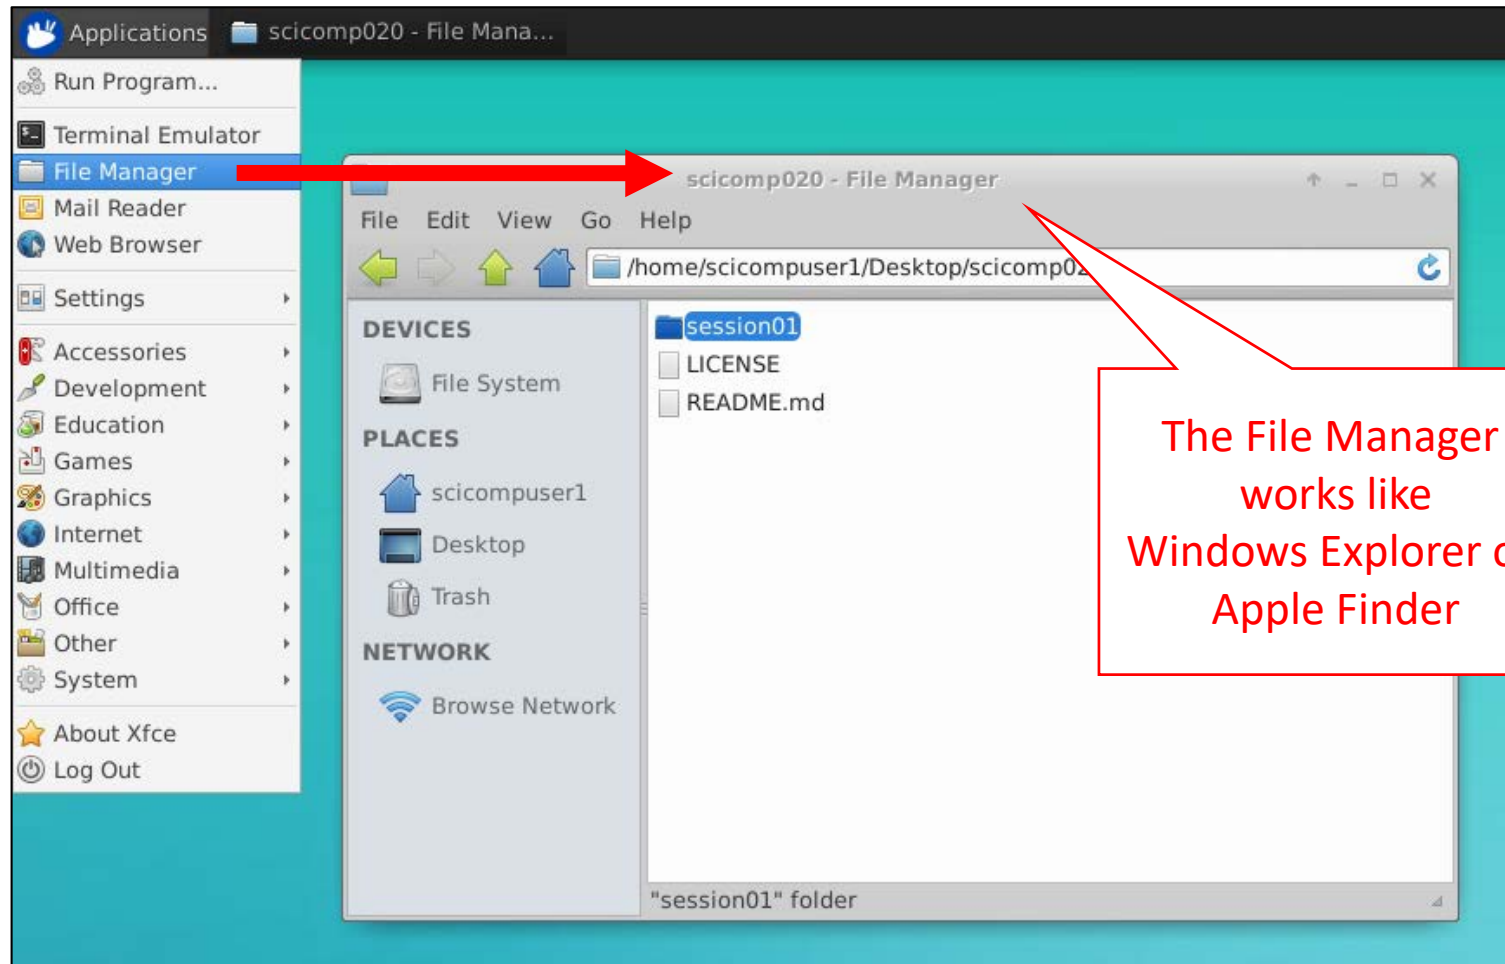 Applications
scicomp020 - File Mana...
Run Program...
Terminal Emulator
File Manager
Mail Reader
Web Browser
Settings
Accessories
Development
Education
Games
Graphics
Internet
Multimedia
Office
Other
System
About Xfce
Log Out
scicomp020 - File Manager
File Edit View Go Help
/home/scicompuser1/Desktop/scicomp02
DEVICES
File System
PLACES
scicompuser1
Desktop
Trash
NETWORK
Browse Network
session01
LICENSE
README.md
"session01" folder
The File Manager
works like
Windows Explorer
Apple Finder